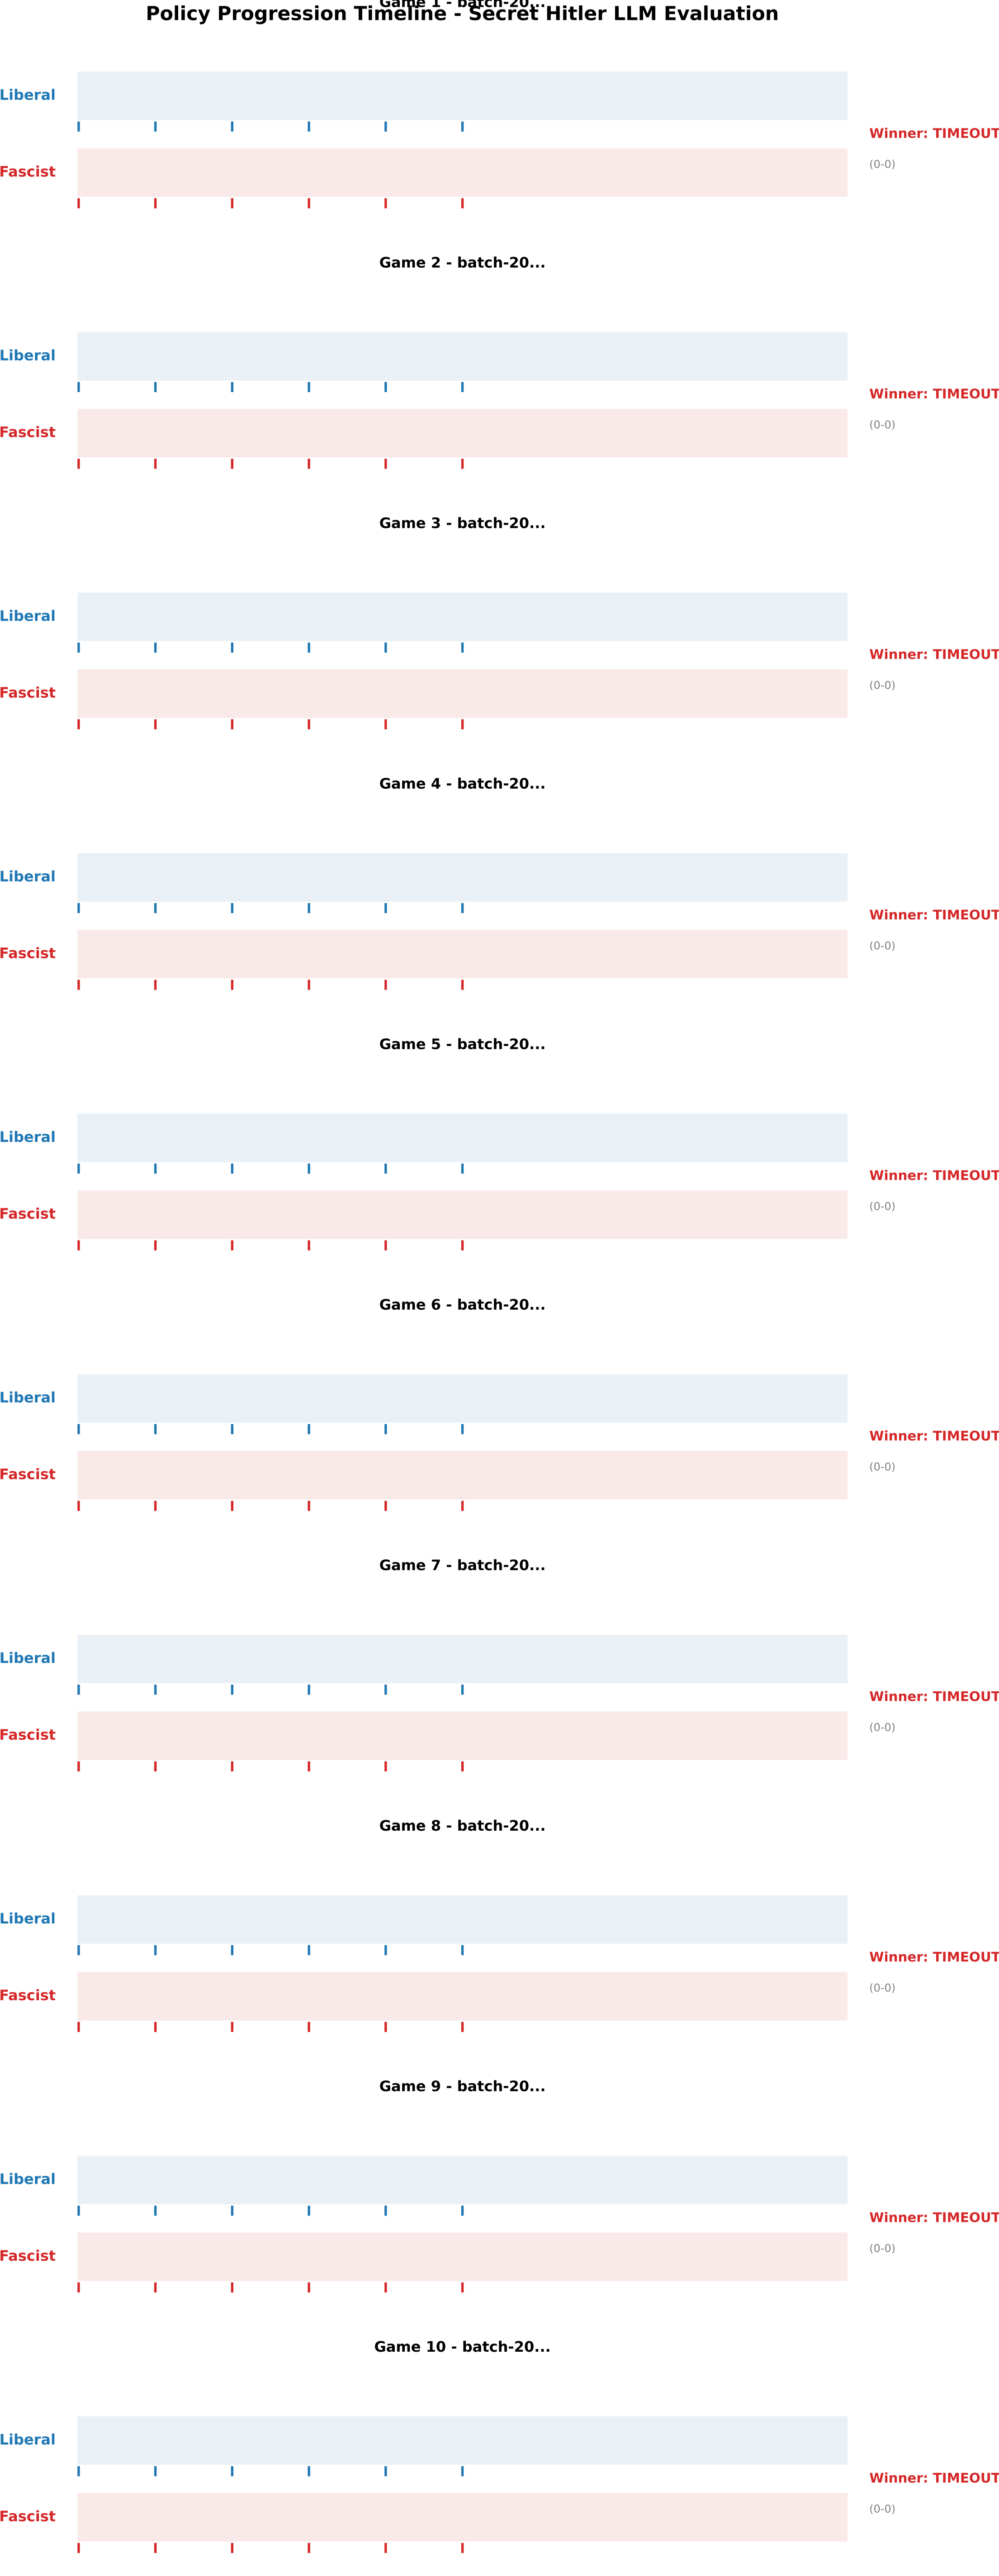 Game 1 - batch-20...
Policy Progression Timeline - Secret Hitler LLM Evaluation
Liberal
Winner: TIMEOUT
(0-0)
Fascist
Game 2 - batch-20...
Liberal
Winner: TIMEOUT
(0-0)
Fascist
Game 3 - batch-20...
Liberal
Winner: TIMEOUT
(0-0)
Fascist
Game 4 - batch-20...
Liberal
Winner: TIMEOUT
(0-0)
Fascist
Game 5 - batch-20...
Liberal
Winner: TIMEOUT
(0-0)
Fascist
Game 6 - batch-20...
Liberal
Winner: TIMEOUT
(0-0)
Fascist
Game 7 - batch-20...
Liberal
Winner: TIMEOUT
(0-0)
Fascist
Game 8 - batch-20...
Liberal
Winner: TIMEOUT
(0-0)
Fascist
Game 9 - batch-20...
Liberal
Winner: TIMEOUT
(0-0)
Fascist
Game 10 - batch-20...
Liberal
Winner: TIMEOUT
(0-0)
Fascist